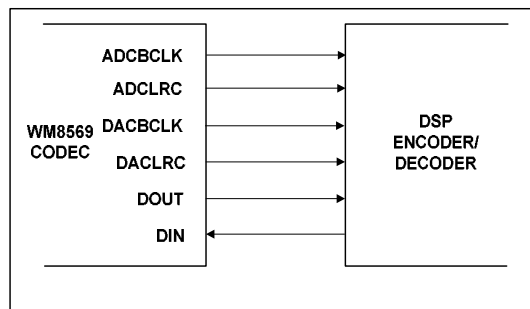 ADCBCLK
ADCLRC
WM8569
CODEC
DACBCLK
DACLRC
DOUT
DIN
DSP
ENCODER/
DECODER